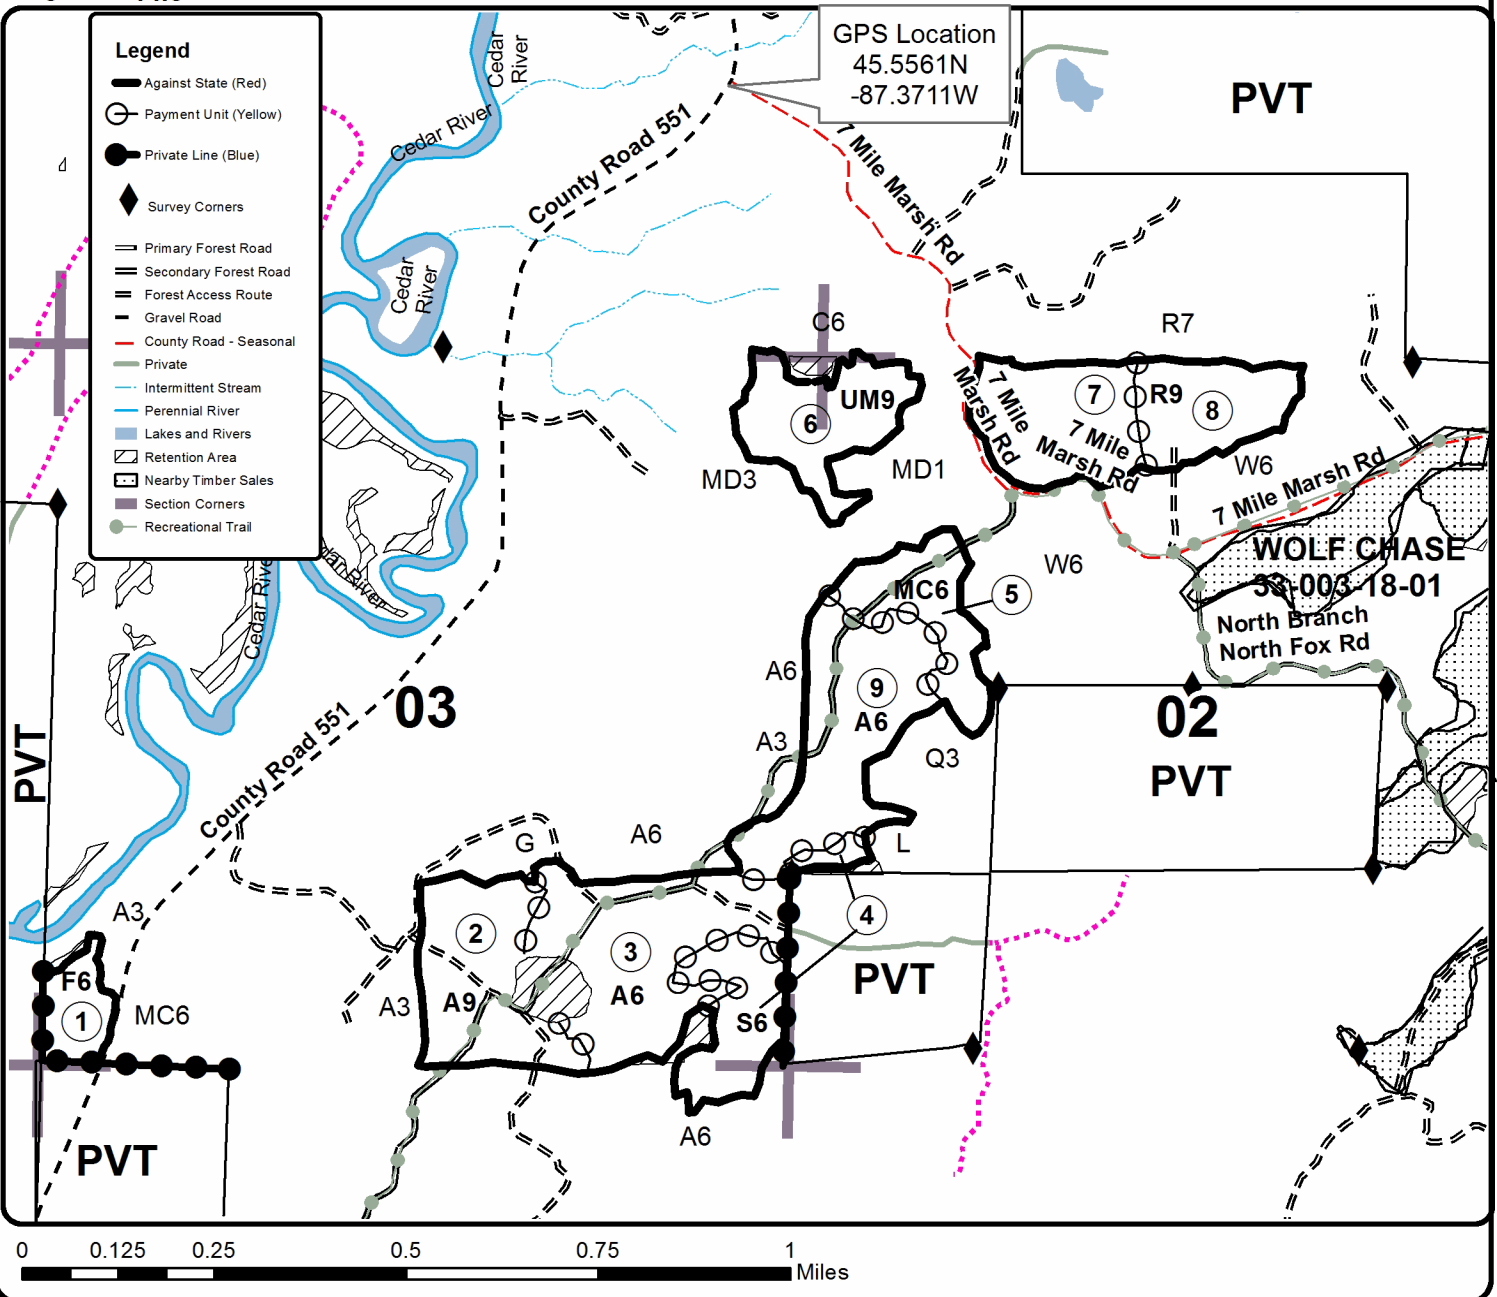 Legend
Against State (Red)
Payment Unit (Yellow)
Private Line (Blue)
Survey Corners
Primary Forest Road
Secondary Forest Road
Forest Access Route
Gravel Road
County Road - Seasonal
Private
Intermittent Stream
Perennial River
Lakes and Rivers
Retention Area
Nearby Timber Sales
Section Corners
Recreational Trail
GPS Location
45.5561N
-87.3711W
PVT
Cedar
River
Cedar River
County Road 551
7 Mile Marsh Rd
Cedar
River
C6
R7
UM9
6
MD3
MD1
7 Mile
Marsh Rd
7
R9
8
7 Mile
Marsh Rd
W6
7 Mile Marsh Rd
WOLF CHASE
33-003-18-01
W6
North Branch
North Fox Rd
MC6
5
Cedar River
A6
9
A6
03
02
PVT
PVT
A3
Q3
County Road 551
G
A6
L
A3
2
3
4
A6
A9
A3
S6
PVT
F6
1
MC6
A6
PVT
0
0.125
0.25
0.5
0.75
1
Miles